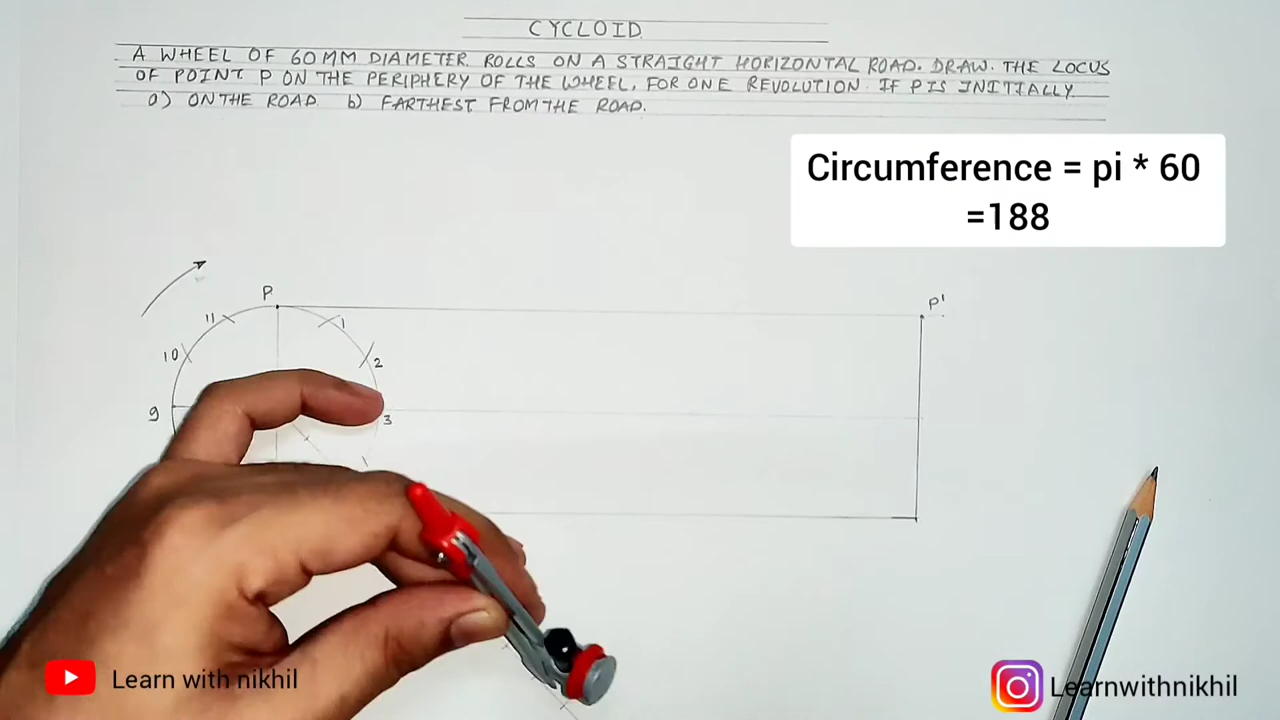 CYCLOID
A WHEEL OF 60MM DIAMETER. ROLLS ON A STRAIGHT HORIZONTAL ROAD. DRAW. THE LOCUS
OF POINT P ON THE PERIPHERY OF THE WHEEL, FOR ONE REVOLUTION. IF P IS INITIALLY
a) ON THE ROAD b) FARTHEST FROM THE ROAD.
Circumference = pi * 60
=188
P
P'
11
1
10
2
9
3
Learn with nikhil
Learnwithnikhil